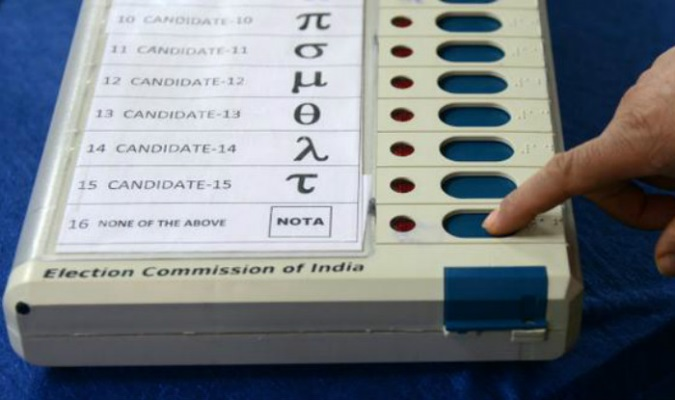 10 CANDIDATE-10 π
11 CANDIDATE-11 σ
12 CANDIDATE-12 μ
13 CANDIDATE-13 θ
14 CANDIDATE-14 λ
15 CANDIDATE-15 τ
16 NONE OF THE ABOVE NOTA
Election Commission of India